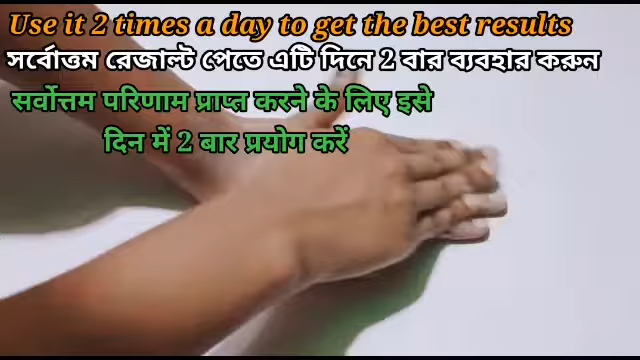 Use it 2 times a day to get the best results
সর্বোত্তম রেজাল্ট পেতে এটি দিনে 2 বার ব্যবহার করুন
सर्वोत्तम परिणाम प्राप्त करने के लिए इसे
दिन में 2 बार प्रयोग करें